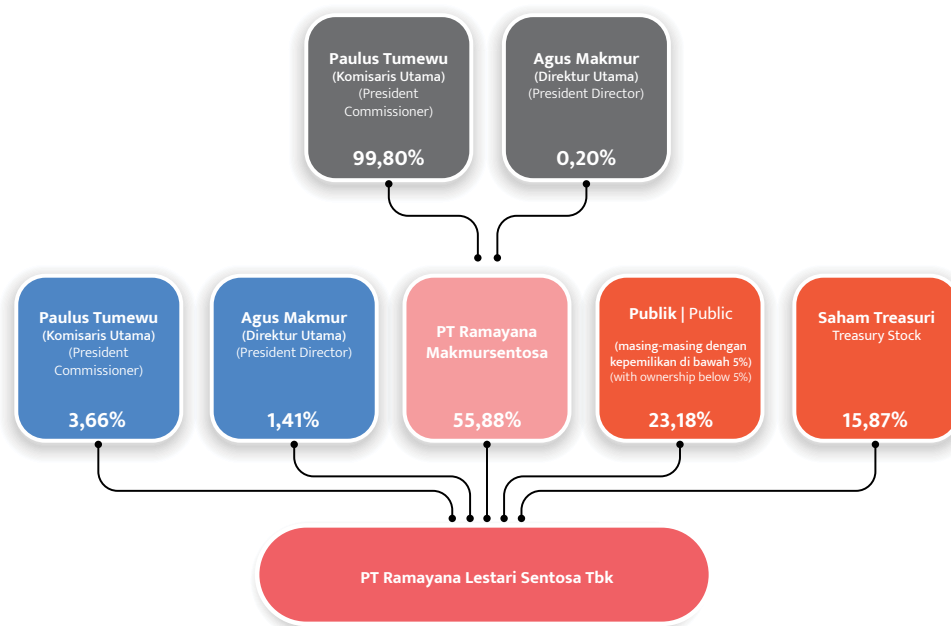 Paulus Tumewu
(Komisaris Utama)
(President
Commissioner)
99,80%
Agus Makmur
(Direktur Utama)
(President Director)
0,20%
Paulus Tumewu
(Komisaris Utama)
(President
Commissioner)
3,66%
Agus Makmur
(Direktur Utama)
(President Director)
1,41%
PT Ramayana
Makmursentosa
55,88%
Publik | Public
(masing-masing dengan
kepemilikan di bawah 5%)
(with ownership below 5%)
23,18%
Saham Treasuri
Treasury Stock
15,87%
PT Ramayana Lestari Sentosa Tbk